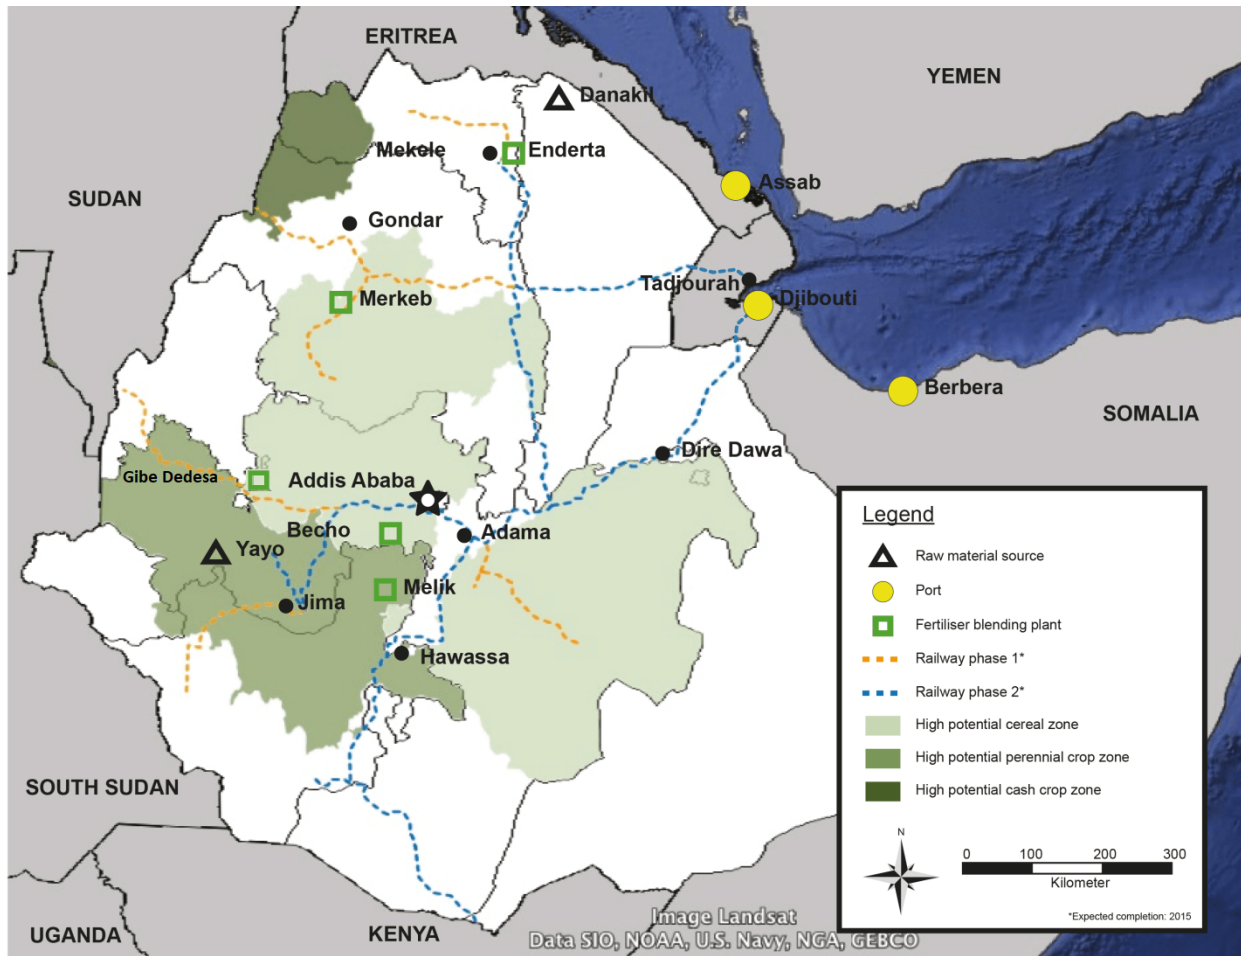 ERITREA
YEMEN
Danakil
Mekele
Enderta
Assab
SUDAN
Gondar
Tadjourah
Djibouti
Merkeb
Berbera
SOMALIA
Dire Dawa
Gibe Dedesa
Addis Ababa
Becho
Adama
Yayo
Melik
Jima
Hawassa
SOUTH SUDAN
UGANDA
KENYA
Legend
Raw material source
Port
Fertiliser blending plant
Railway phase 1*
Railway phase 2*
High potential cereal zone
High potential perennial crop zone
High potential cash crop zone
N
0 100 200 300
Kilometer
*Expected completion: 2015
Image Landsat
Data SIO, NOAA, U.S. Navy, NGA, GEBCO